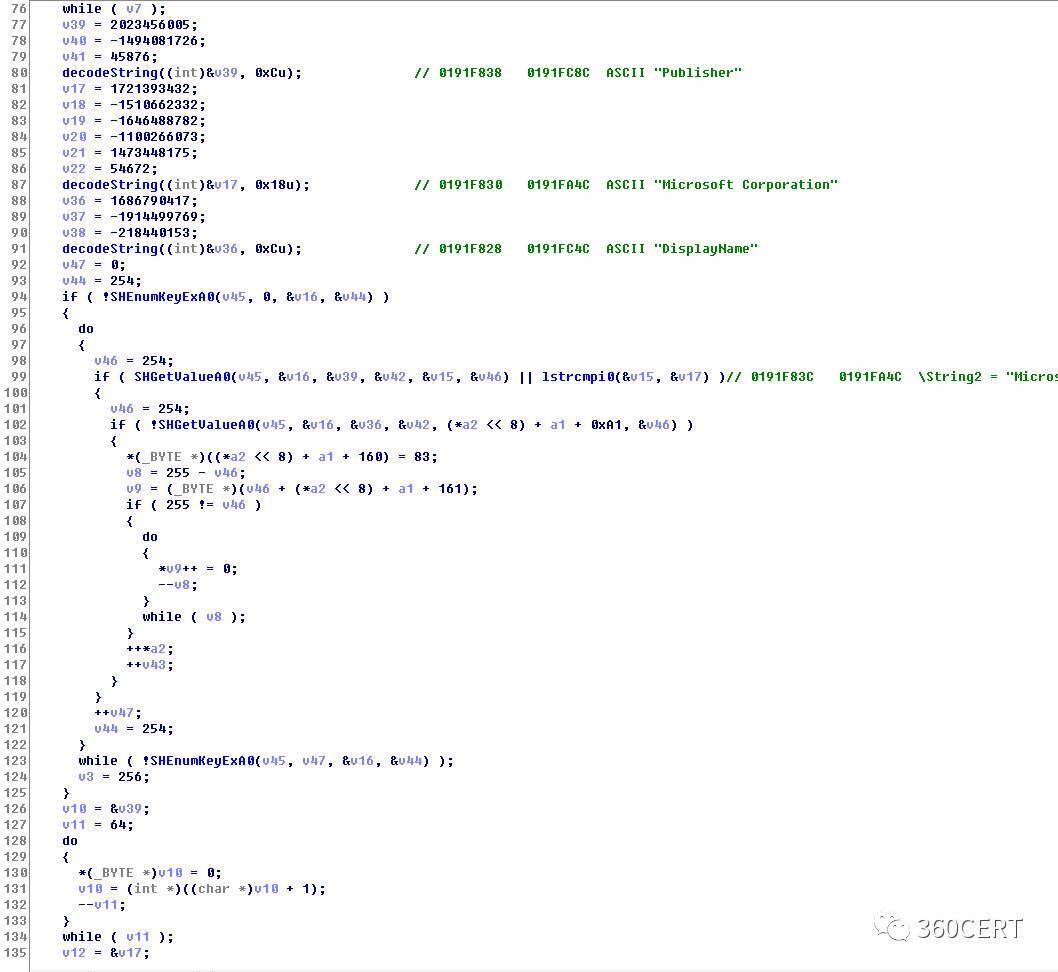 76 while ( v7 );
77 v39 = 2023456005;
78 v40 = -1494081726;
79 v41 = 45876;
80 decodeString((int)&v39, 0xCu); // 0191F838 0191FC8C ASCII "Publisher"
81 v17 = 1721393432;
82 v18 = -1510662332;
83 v19 = -1646488782;
84 v20 = -1100266073;
85 v21 = 1473448175;
86 v22 = 54672;
87 decodeString((int)&v17, 0x18u); // 0191F830 0191FA4C ASCII "Microsoft Corporation"
88 v36 = 1686790417;
89 v37 = -1914499769;
90 v38 = -218440153;
91 decodeString((int)&v36, 0xCu); // 0191F828 0191FC4C ASCII "DisplayName"
92 v47 = 0;
93 v44 = 254;
94 if ( !SHEnumKeyExA0(v45, 0, &v16, &v44) )
95 {
96 do
97 {
98 v46 = 254;
99 if ( SHGetValueA0(v45, &v16, &v39, &v42, &v15, &v46) || lstrcmpi0(&v15, &v17) )// 0191F83C 0191FA4C \String2 = "Micros
100 {
101 v46 = 254;
102 if ( !SHGetValueA0(v45, &v16, &v36, &v42, (*a2 << 8) + a1 + 0xA1, &v46) )
103 {
104 *(_BYTE *)((*a2 << 8) + a1 + 160) = 83;
105 v8 = 255 - v46;
106 v9 = (_BYTE *)(v46 + (*a2 << 8) + a1 + 161);
107 if ( 255 != v46 )
108 {
109 do
110 {
111 *v9++ = 0;
112 --v8;
113 }
114 while ( v8 );
115 }
116 ++*a2;
117 ++v43;
118 }
119 }
120 ++v47;
121 v44 = 254;
122 }
123 while ( !SHEnumKeyExA0(v45, v47, &v16, &v44) );
124 v3 = 256;
125 }
126 v10 = &v39;
127 v11 = 64;
128 do
129 {
130 *(_BYTE *)v10 = 0;
131 v10 = (int *)((char *)v10 + 1);
132 --v11;
133 }
134 while ( v11 );
135 v12 = &v17;
360CERT